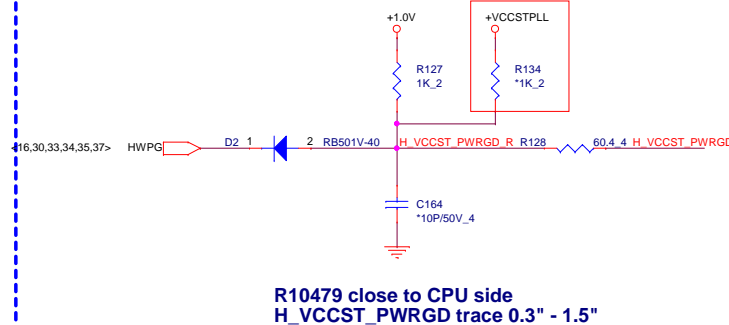 +1.0V
+VCCSTPLL
R127
1K_2
R134
*1K_2
<16,30,33,34,35,37> HWPG D2 1 2 RB501V-40 H_VCCST_PWRGD_R R128 60.4_4 H_VCCST_PWRGD
C164
*10P/50V_4
R10479 close to CPU side
H_VCCST_PWRGD trace 0.3" - 1.5"